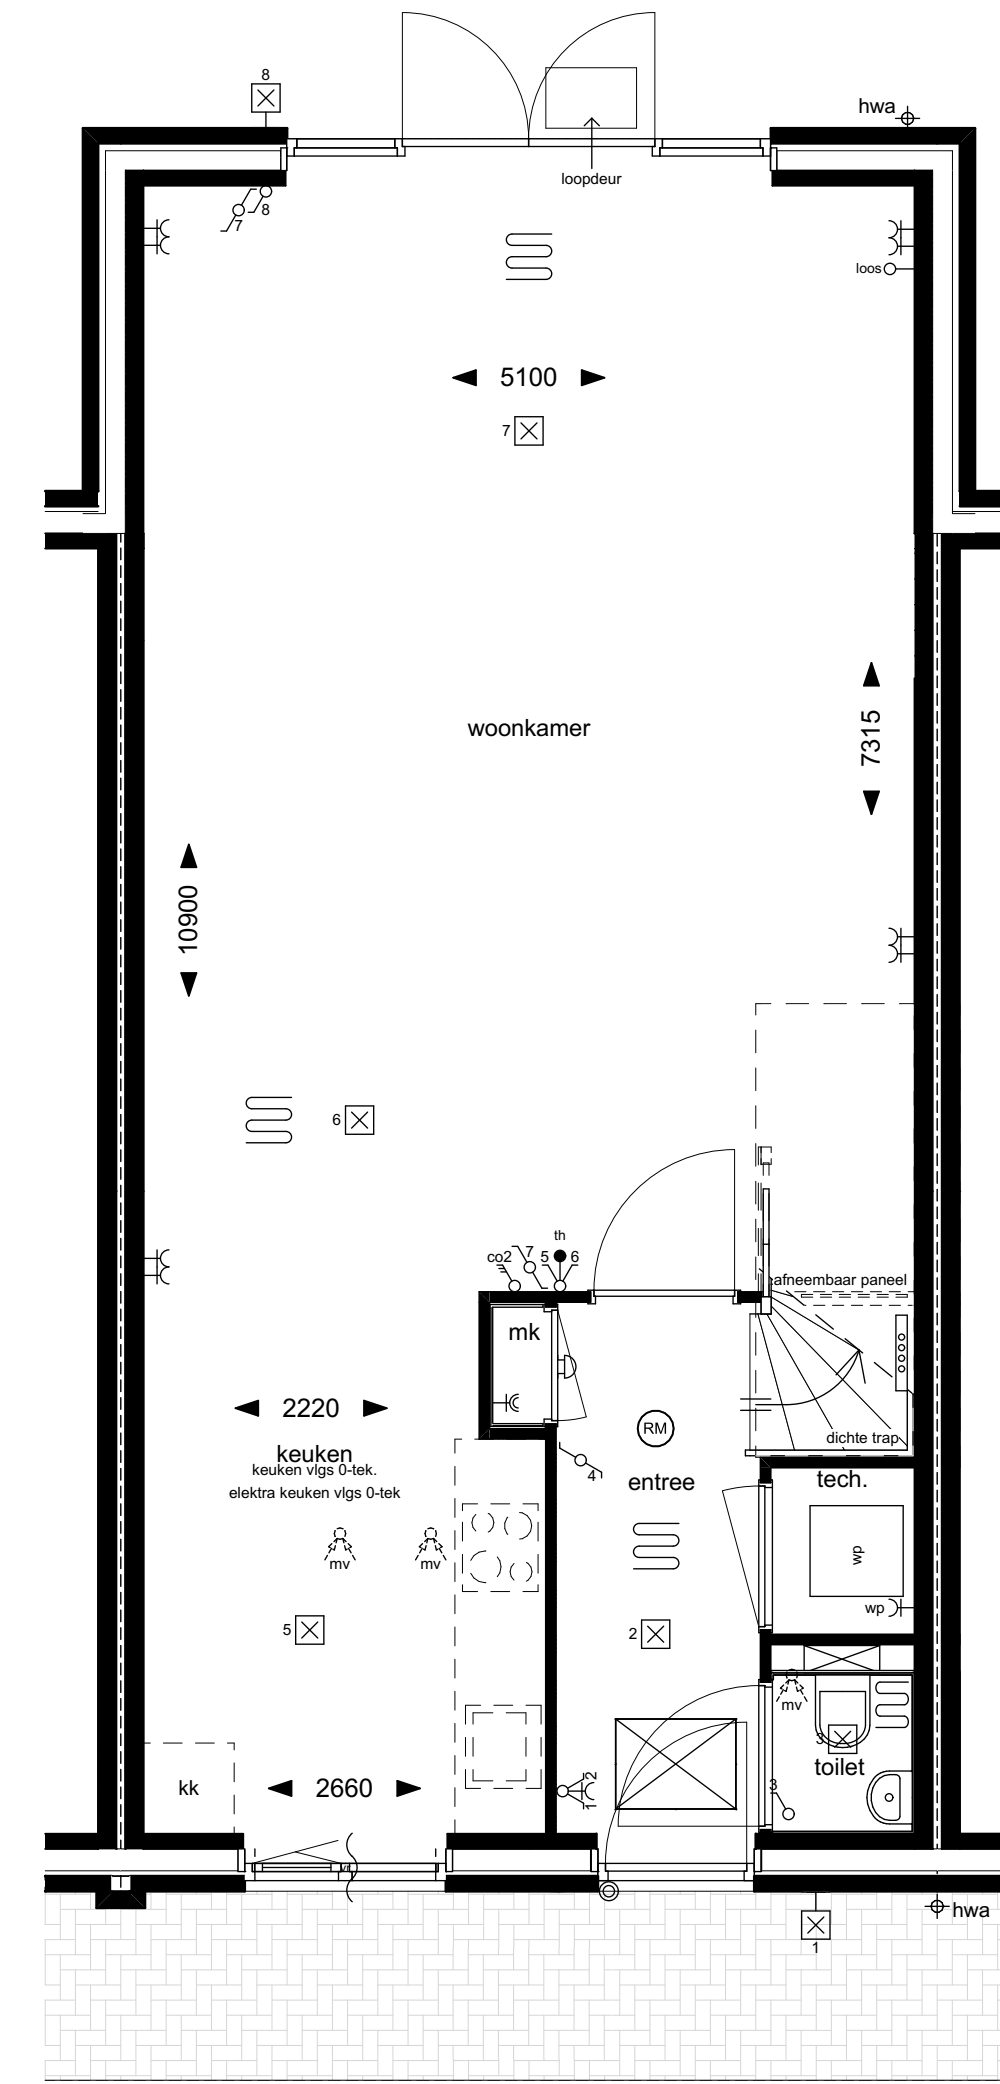 8
hwa
loopdeur
8
7
loos
5100
7
woonkamer
7315
10900
6
th
co2
7
5
6
afneembaar paneel
mk
2220
RM
dichte trap
keuken
keuken vlgs 0-tek.
elektra keuken vlgs 0-tek
4
entree
tech.
wp
mv
mv
wp
5
2
mv
3
toilet
kk
2660
2
1
3
hwa
1